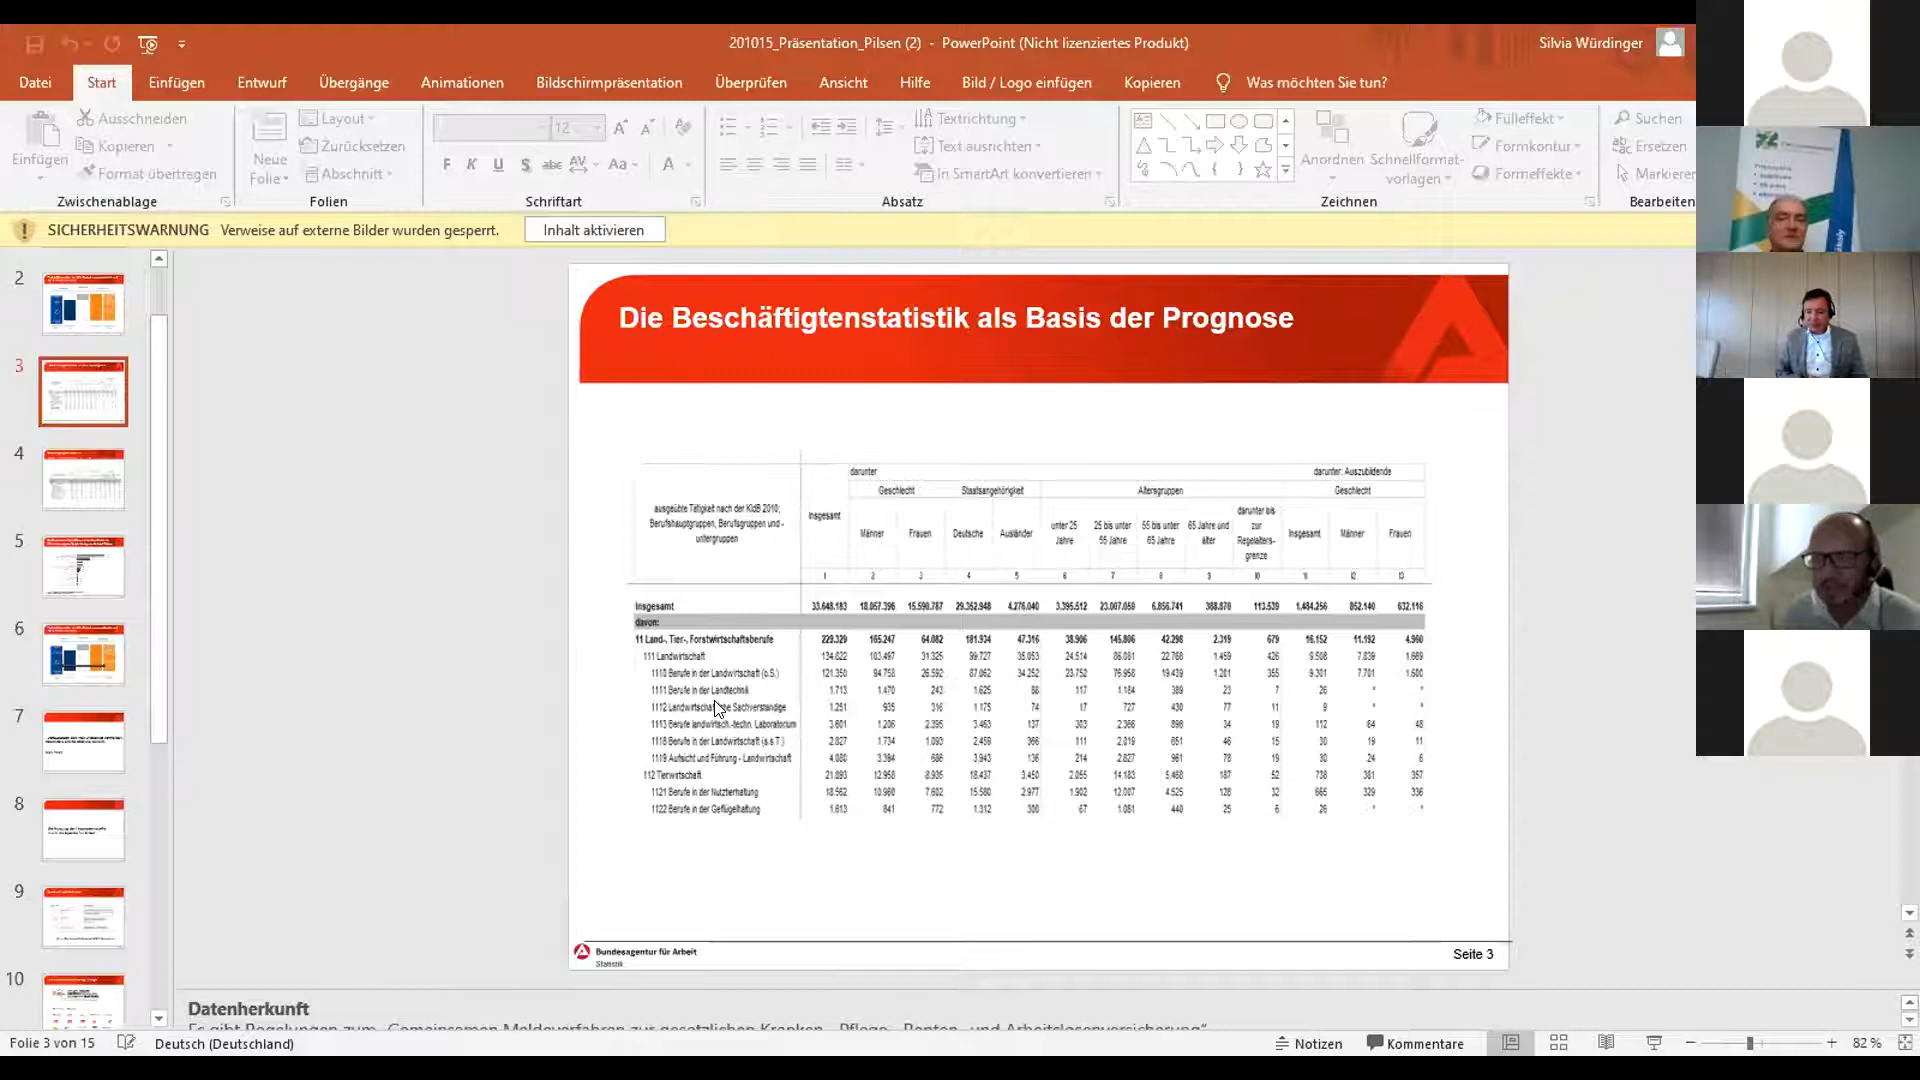 201015_Präsentation_Pilsen (2) - PowerPoint (Nicht lizenziertes Produkt)
Silvia Würdinger
Datei Start Einfügen Entwurf Übergänge Animationen Bildschirmpräsentation Überprüfen Ansicht Hilfe Bild / Logo einfügen Kopieren Was möchten Sie tun?
Einfügen
Ausschneiden
Kopieren
Format übertragen
Zwischenablage
Neue
Folie
Layout
Zurücksetzen
Abschnitt
Folien
12
F K U S abc AV Aa A
Schriftart
Textrichtung
Text ausrichten
In SmartArt konvertieren
Absatz
Anordnen
Schnellformat-
vorlagen
Fülleffekt
Formkontur
Formeffekte
Zeichnen
Suchen
Ersetzen
Markieren
Bearbeiten
SICHERHEITSWARNUNG Verweise auf externe Bilder wurden gesperrt. Inhalt aktivieren
2
3
4
5
6
7
8
9
10
Die Beschäftigtenstatistik als Basis der Prognose
ausgeübte Tätigkeit nach der KldB 2010;
Berufshauptgruppen, Berufsgruppen und -
untergruppen
Insgesamt
darunter
darunter: Auszubildende
Geschlecht Staatsangehörigkeit Altersgruppen Geschlecht
Männer Frauen Deutsche Ausländer
unter 25
Jahre
25 bis unter
55 Jahre
55 bis unter
65 Jahre
65 Jahre und
älter
darunter bis
zur
Regelalters-
grenze
Insgesamt Männer Frauen
1 2 3 4 5 6 7 8 9 10 11 12 13
Insgesamt 33.648.183 18.057.396 15.590.787 29.352.948 4.276.040 3.395.512 23.007.059 6.856.741 388.870 113.539 1.484.256 852.140 632.116
davon:
11 Land-, Tier-, Forstwirtschaftsberufe 229.329 165.247 64.082 181.934 47.316 38.906 145.806 42.298 2.319 679 16.152 11.192 4.960
111 Landwirtschaft 134.822 103.497 31.325 99.727 35.053 24.514 86.081 22.768 1.459 426 9.508 7.839 1.669
1110 Berufe in der Landwirtschaft (o.S.) 121.350 94.758 26.592 87.062 34.252 23.752 76.958 19.439 1.201 355 9.301 7.701 1.600
1111 Berufe in der Landtechnik 1.713 1.470 243 1.625 88 117 1.184 389 23 7 26 * *
1112 Landwirtschaftliche Sachverständige 1.251 935 316 1.175 74 17 727 430 77 11 9
1113 Berufe landwirtsch.-techn. Laboratorium 3.601 1.206 2.395 3.463 137 303 2.366 898 34 19 112 64 48
1118 Berufe in der Landwirtschaft (s.s.T.) 2.827 1.734 1.093 2.459 366 111 2.019 651 46 15 30 19 11
1119 Aufsicht und Führung - Landwirtschaft 4.080 3.394 686 3.943 136 214 2.827 961 78 19 30 24 6
112 Tierwirtschaft 21.893 12.958 8.935 18.437 3.450 2.055 14.183 5.468 187 52 738 381 357
1121 Berufe in der Nutztierhaltung 18.562 10.960 7.602 15.580 2.977 1.902 12.007 4.525 128 32 665 329 336
1122 Berufe in der Geflügelhaltung 1.613 841 772 1.312 300 67 1.081 440 25 6 26 * *
Bundesagentur für Arbeit
Statistik
Seite 3
Datenherkunft
Es gibt Regelungen zum „Gemeinsamen Meldeverfahren zur gesetzlichen Kranken-, Pflege-, Renten- und Arbeitslosenversicherung“
Folie 3 von 15 Deutsch (Deutschland) Notizen Kommentare 82 %